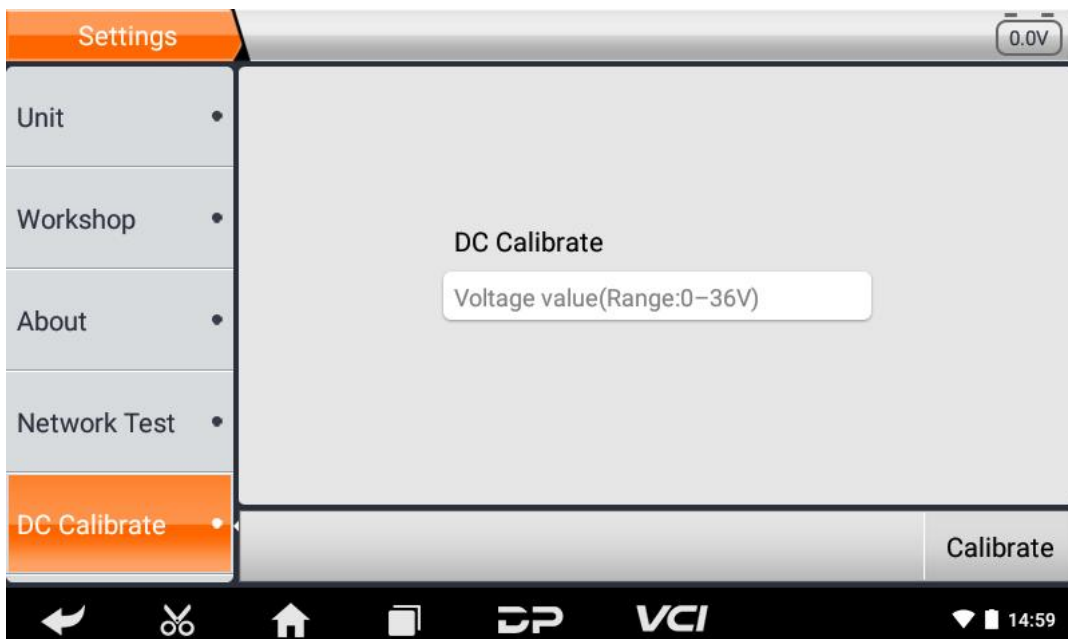 Settings
0.0V
Unit
Workshop
About
Network Test
DC Calibrate
DC Calibrate
Voltage value(Range:0–36V)
Calibrate
DP
VCI
14:59